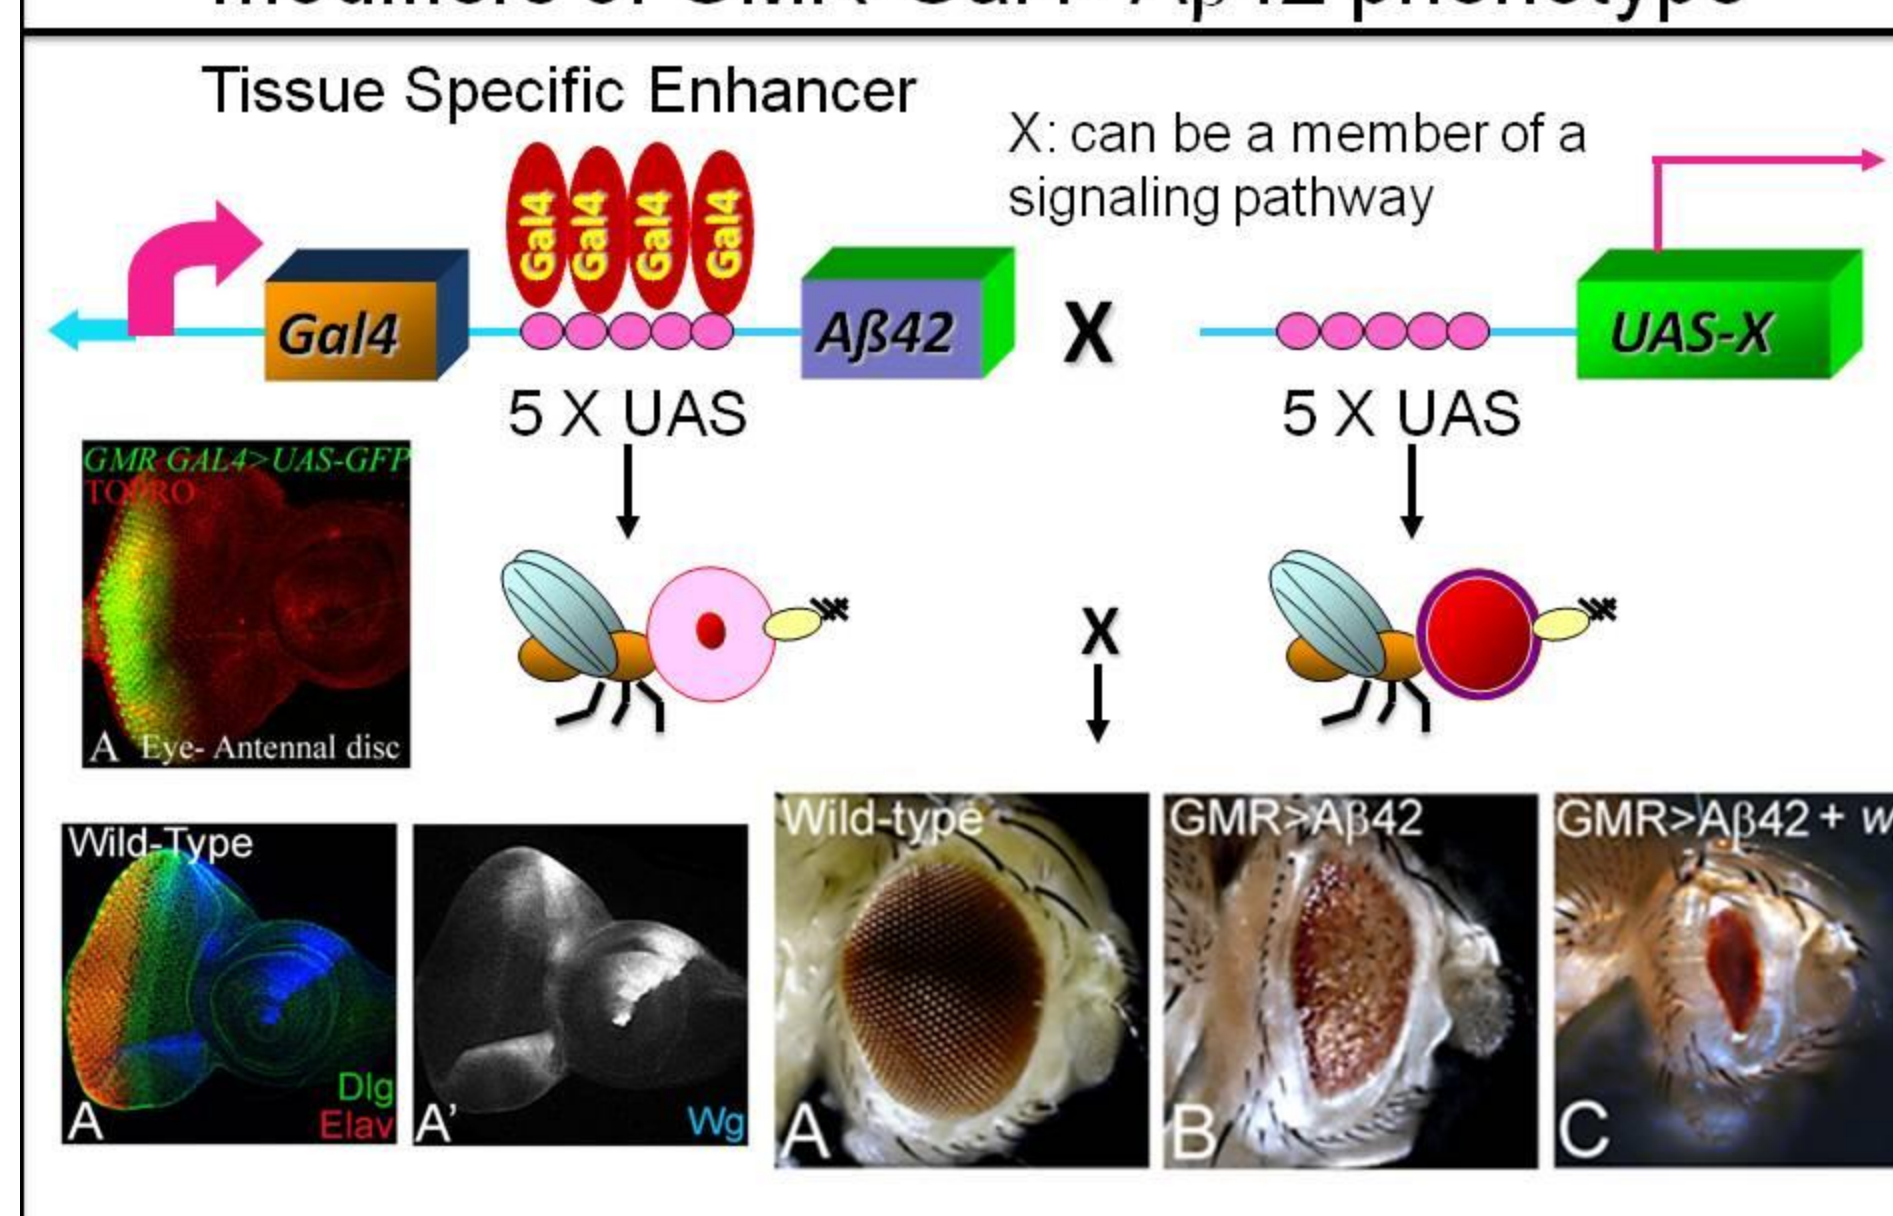 Tissue Specific Enhancer
X: can be a member of a
signaling pathway
Gal4 Gal4 Gal4 Gal4
Gal4
Aß42
X
UAS-X
5 X UAS
5 X UAS
GMR GAL4>UAS-GFP
TOPRO
A Eye- Antennal disc
X
Wild-Type
Dlg
Elav
A
A'
Wg
Wild-type
A
GMR>Aβ42
B
GMR>Aβ42 + w
C